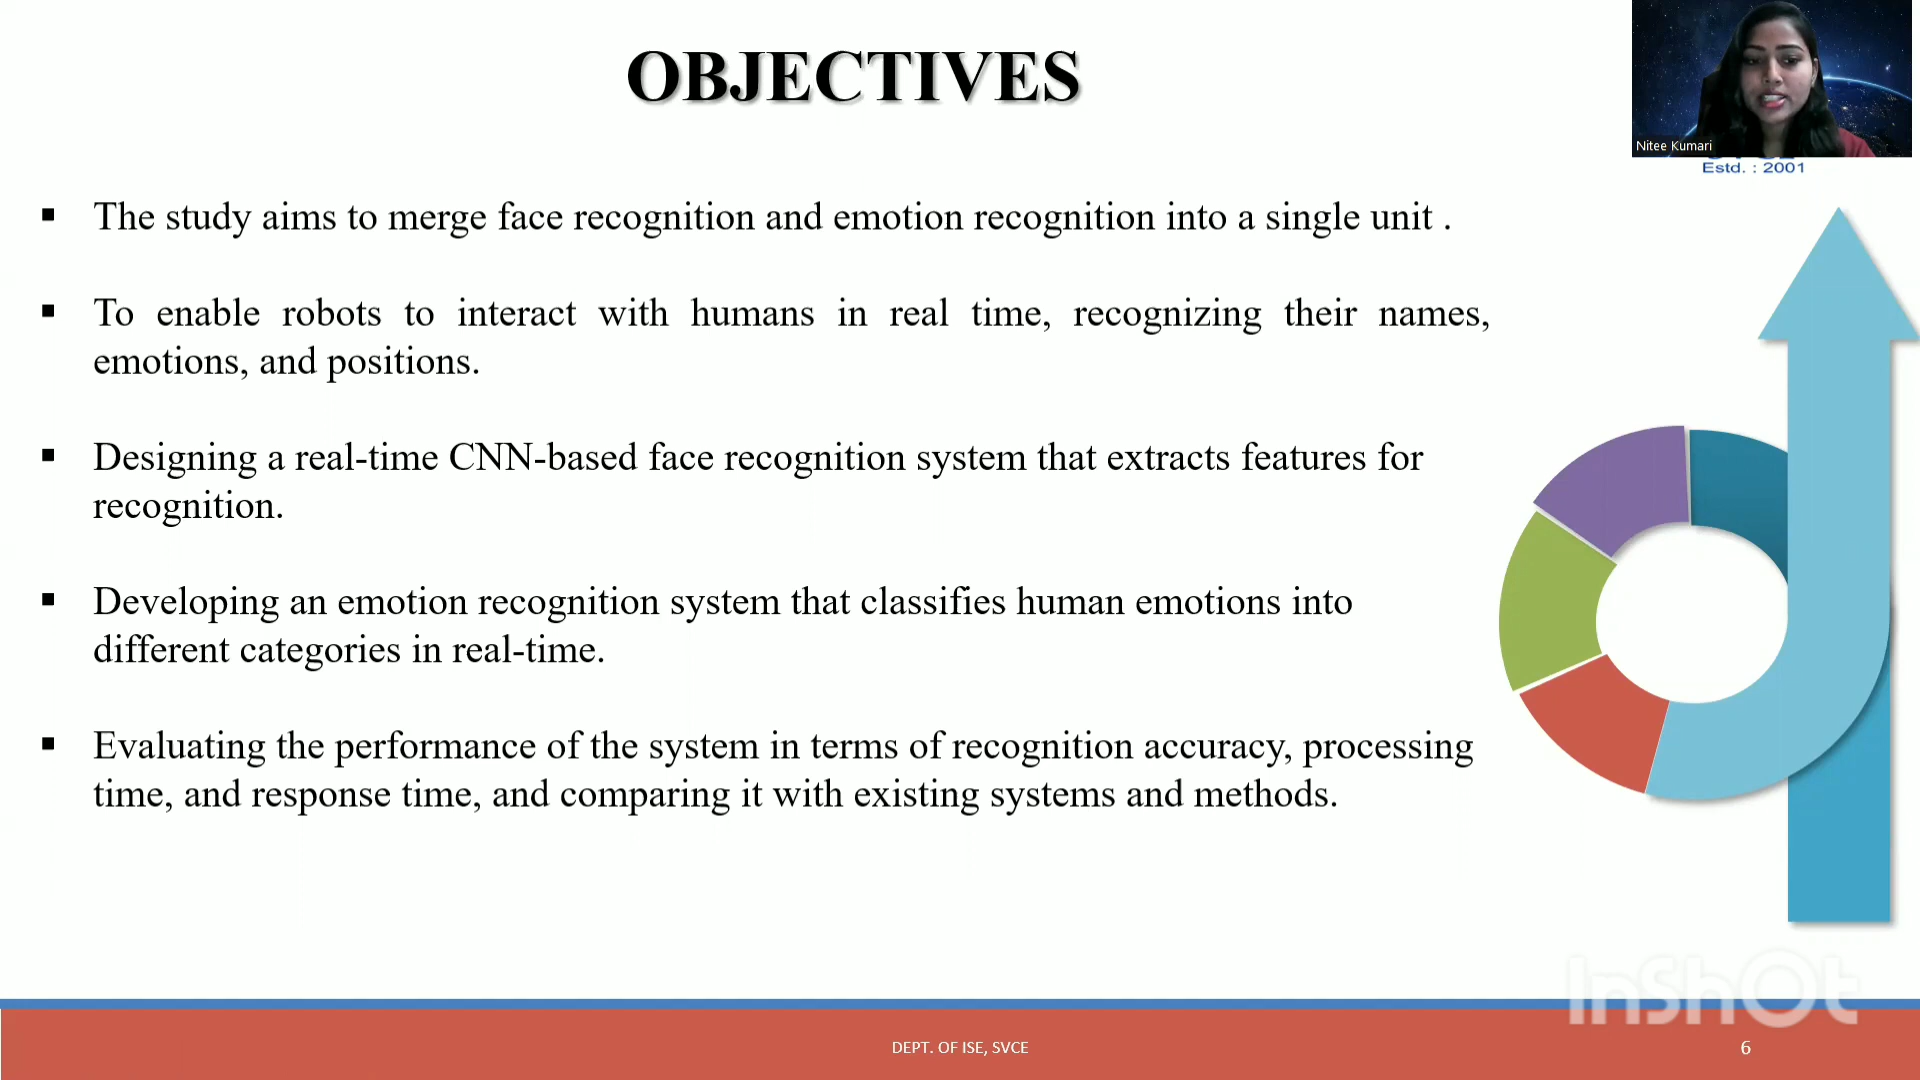 OBJECTIVES
Nitee Kumari
Estd. : 2001
▪ The study aims to merge face recognition and emotion recognition into a single unit .
▪ To enable robots to interact with humans in real time, recognizing their names,
emotions, and positions.
▪ Designing a real-time CNN-based face recognition system that extracts features for
recognition.
▪ Developing an emotion recognition system that classifies human emotions into
different categories in real-time.
▪ Evaluating the performance of the system in terms of recognition accuracy, processing
time, and response time, and comparing it with existing systems and methods.
InShOt
DEPT. OF ISE, SVCE
6